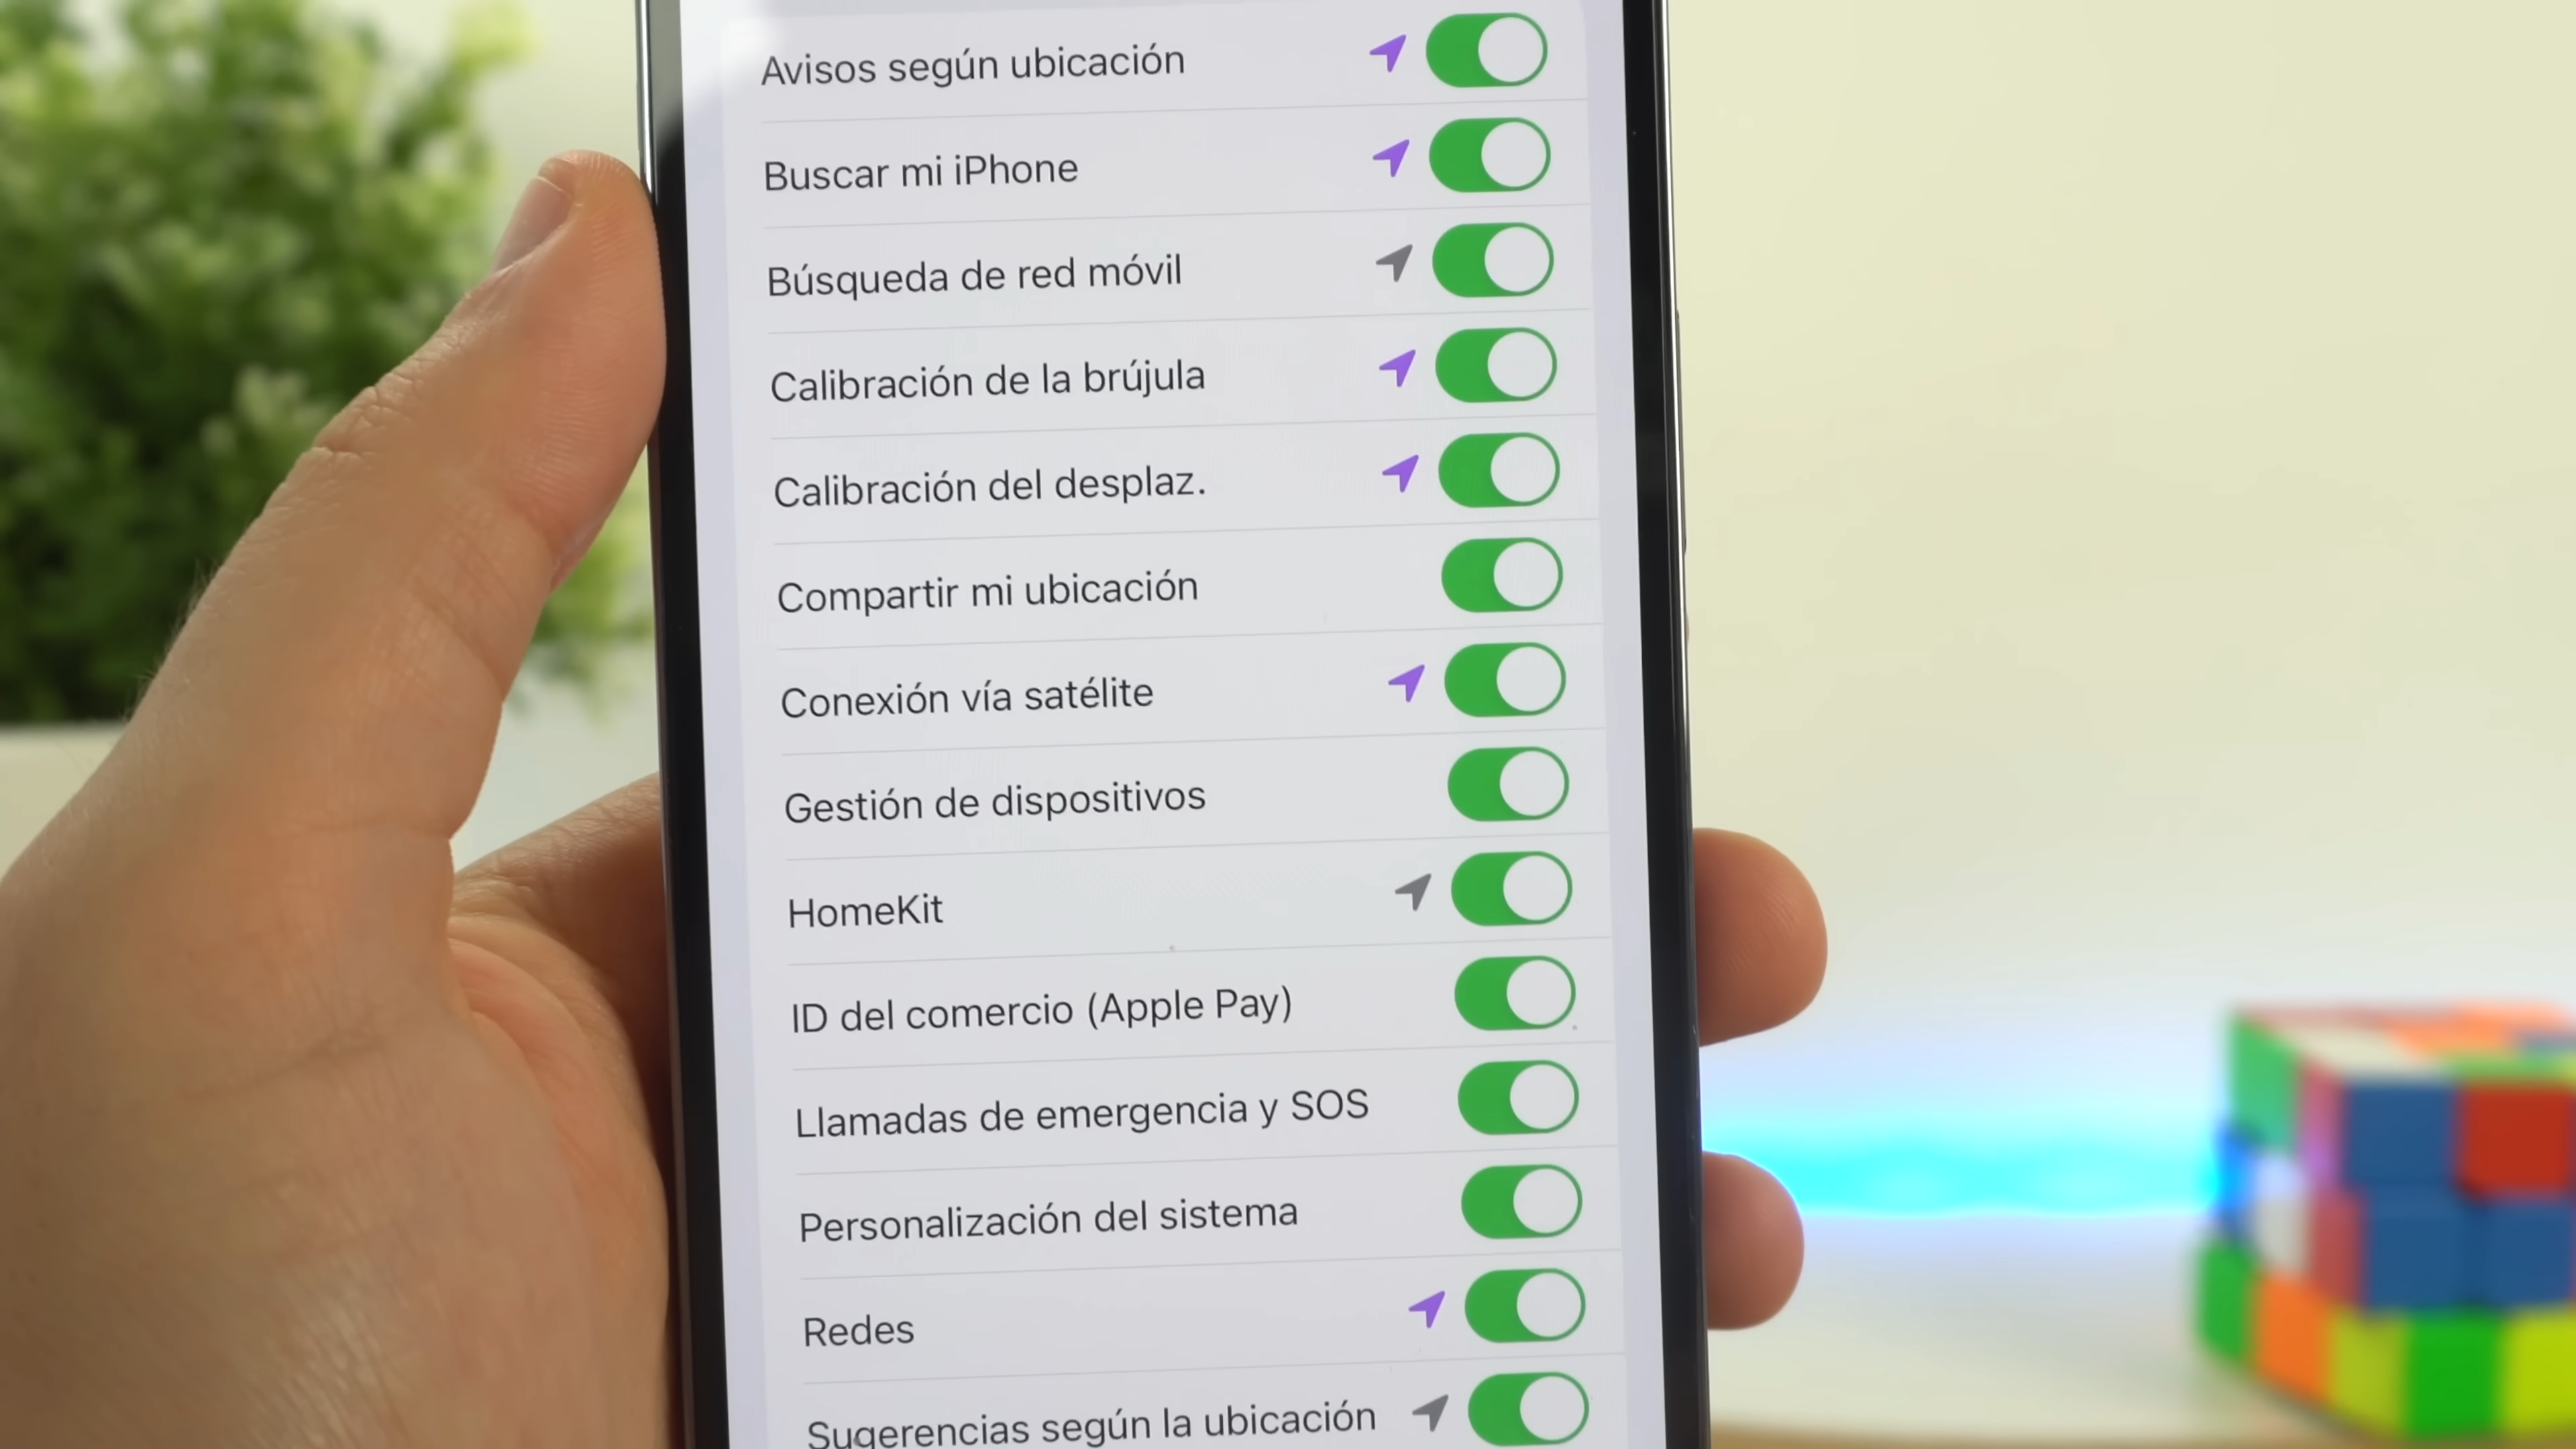 Avisos según ubicación
Buscar mi iPhone
Búsqueda de red móvil
Calibración de la brújula
Calibración del desplaz.
Compartir mi ubicación
Conexión vía satélite
Gestión de dispositivos
HomeKit
ID del comercio (Apple Pay)
Llamadas de emergencia y SOS
Personalización del sistema
Redes
Sugerencias según la ubicación